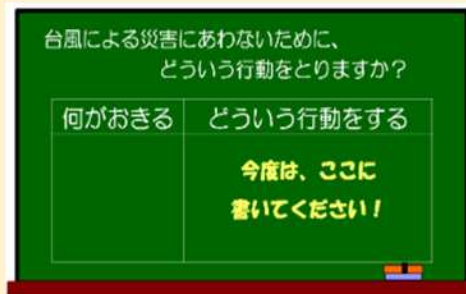 台風による災害にあわないために、
どういう行動をとりますか？
何がおきる
どういう行動をする
今度は、ここに
書いてください！